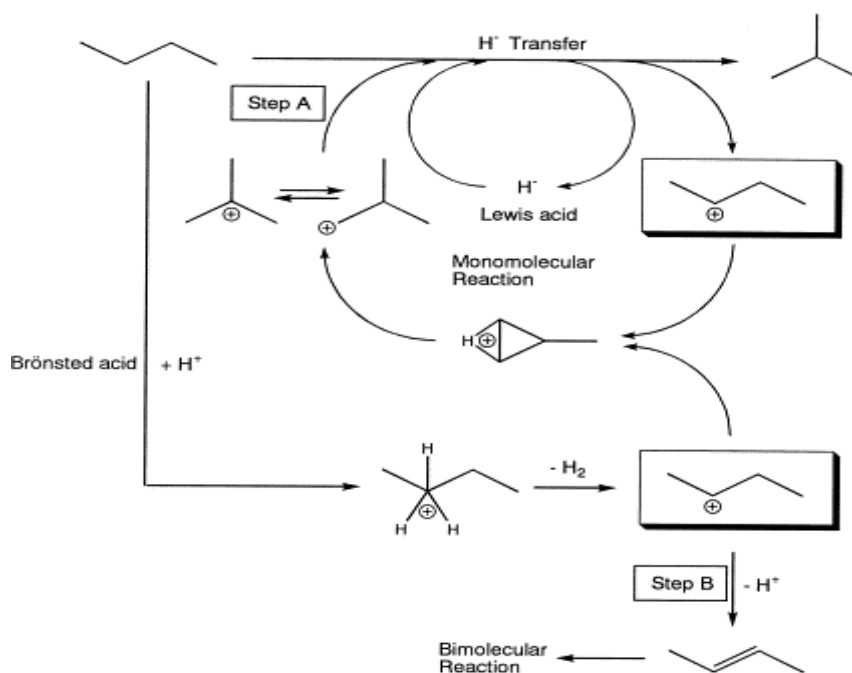 H⁻ Transfer
Step A
H⁻
Lewis acid
Monomolecular
Reaction
H
Brönsted acid
+ H⁺
H
- H₂
H
H
Step B
- H⁺
Bimolecular
Reaction